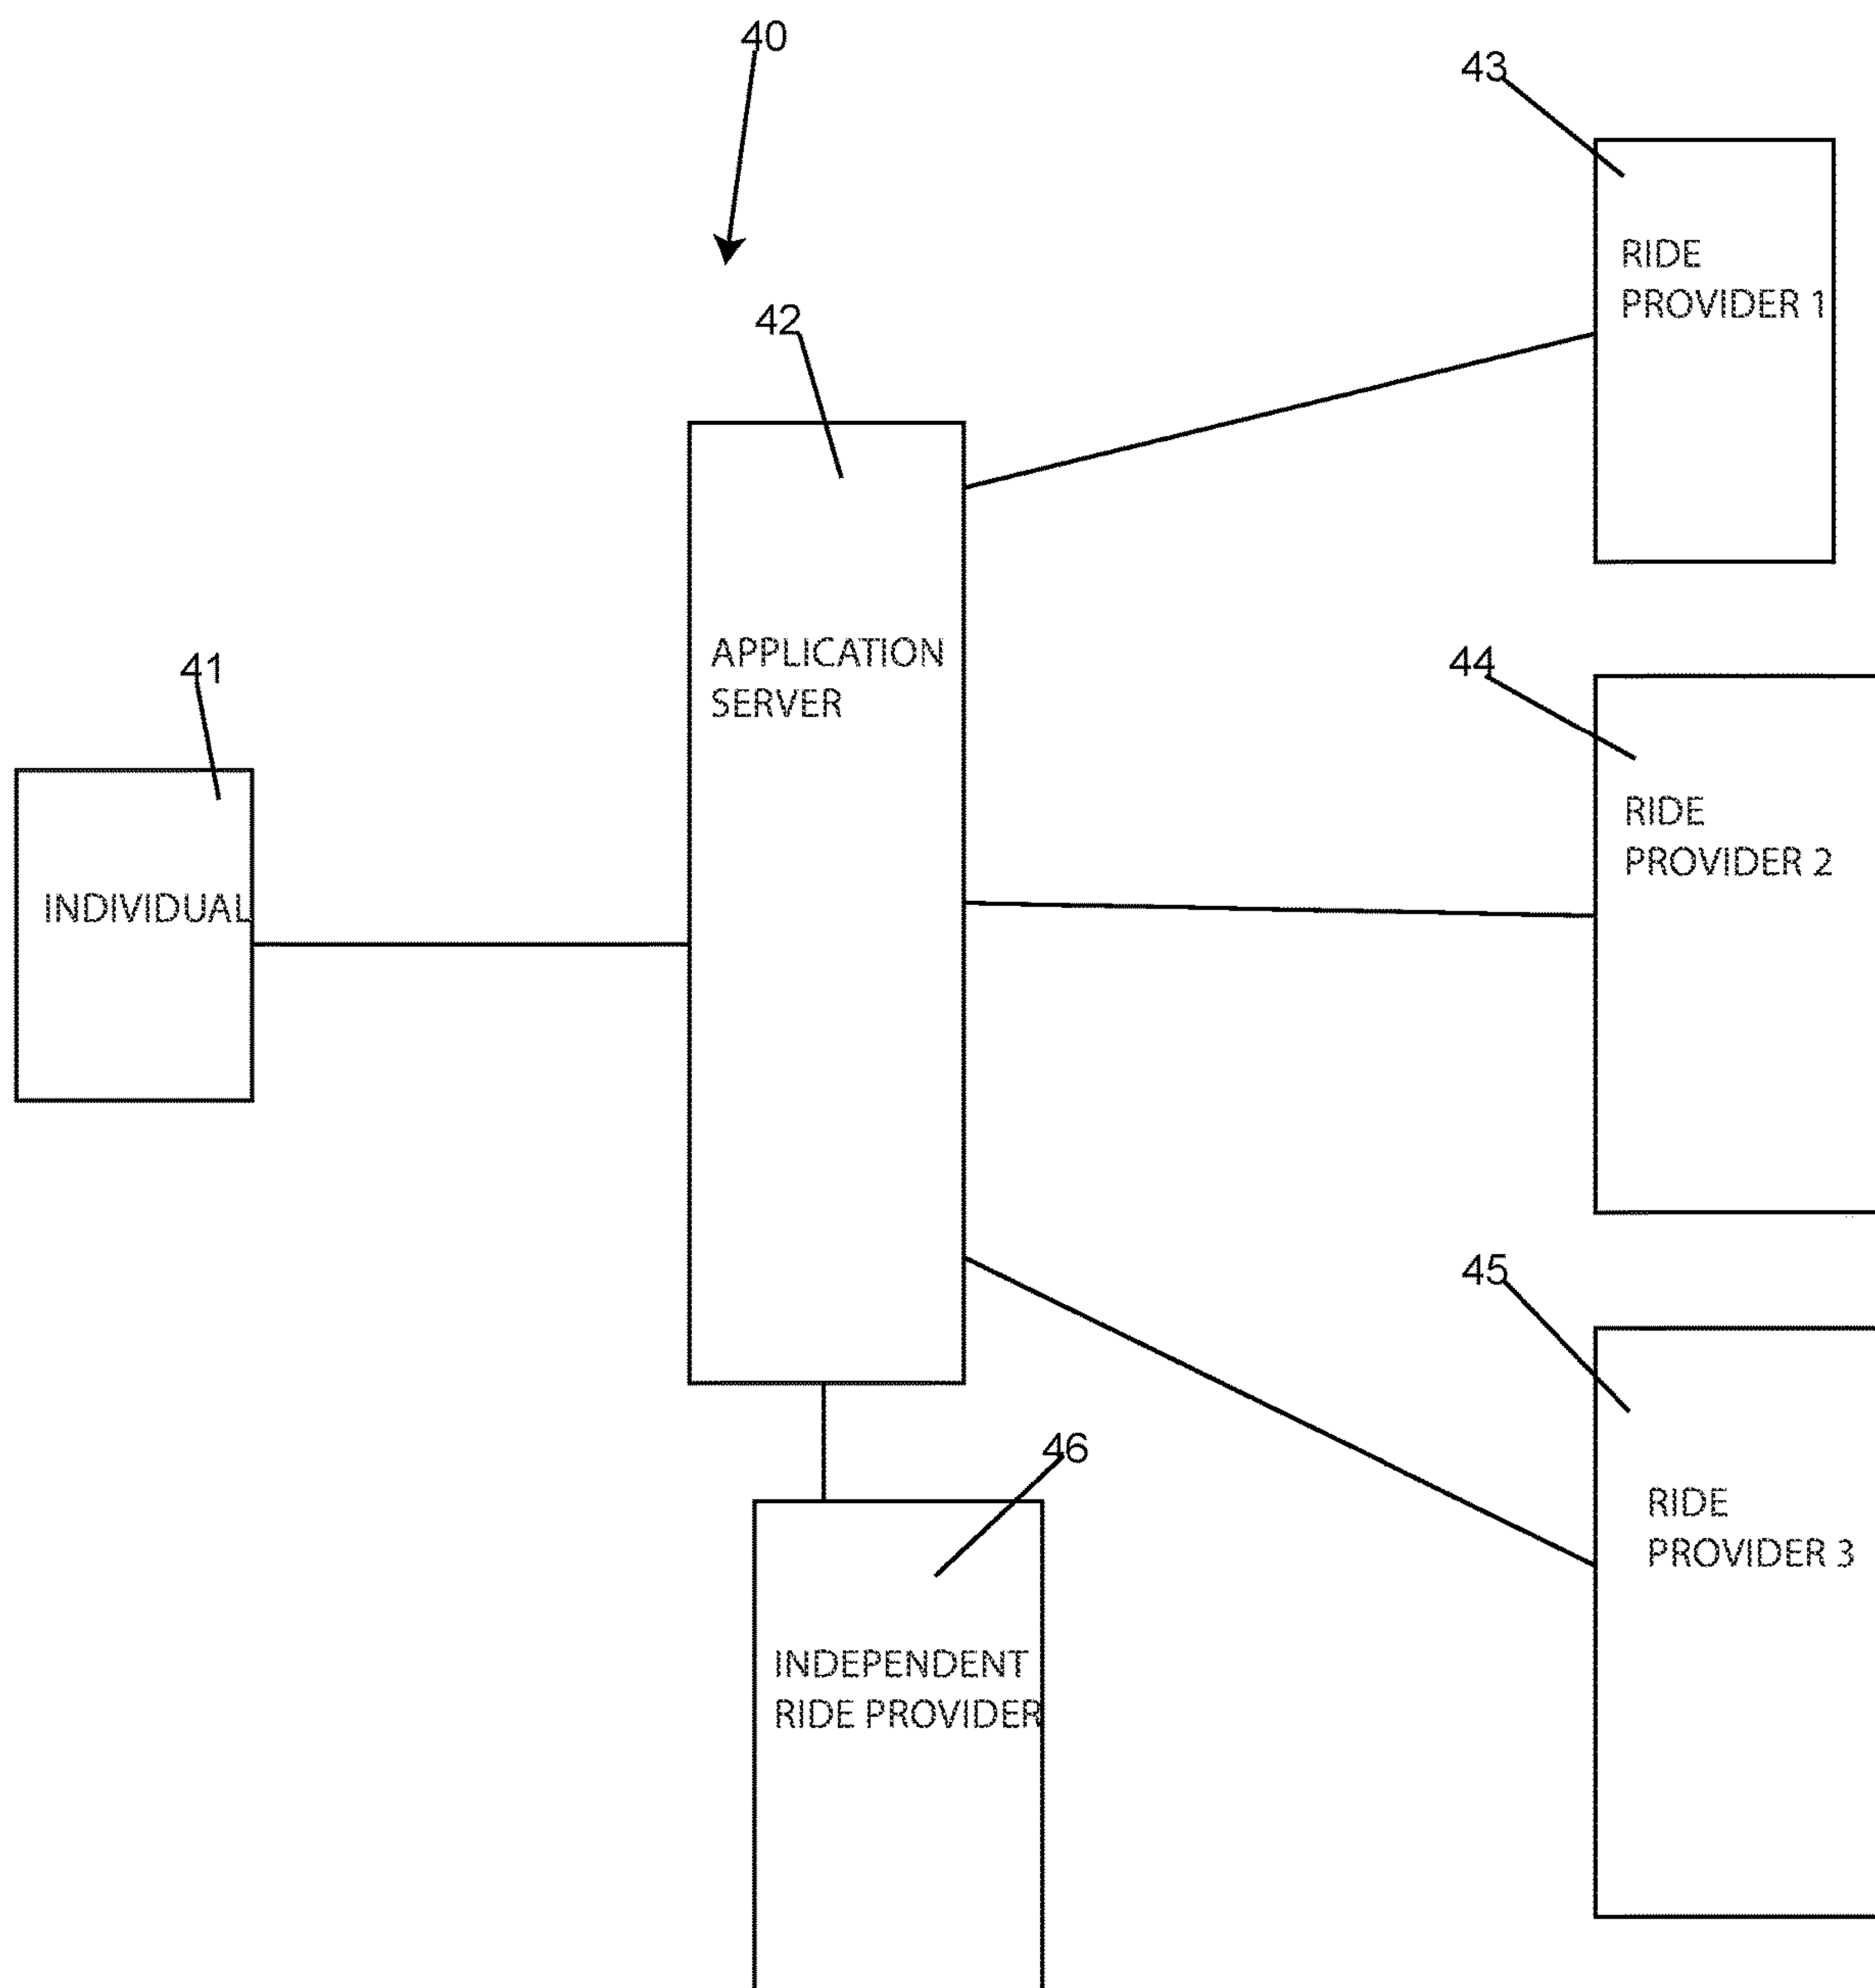 40
43
RIDE
PROVIDER 1
42
APPLICATION
SERVER
41
INDIVIDUAL
44
RIDE
PROVIDER 2
45
RIDE
PROVIDER 3
46
INDEPENDENT
RIDE PROVIDER